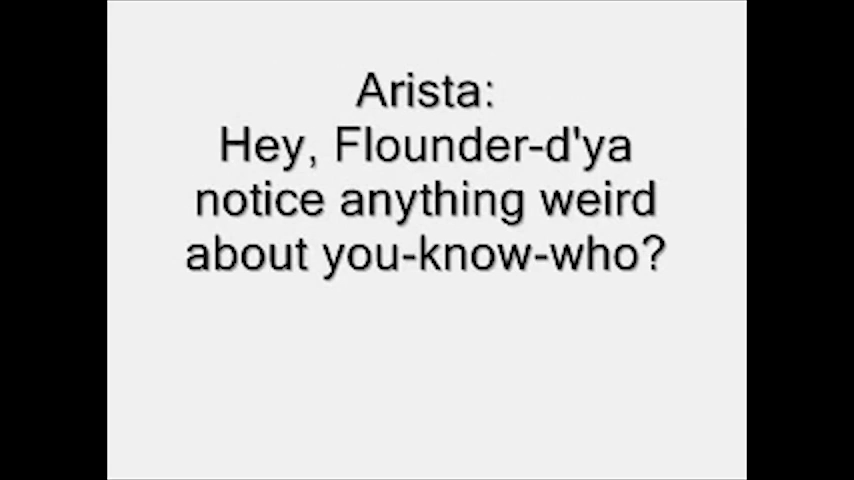 Arista:
Hey, Flounder-d'ya
notice anything weird
about you-know-who?